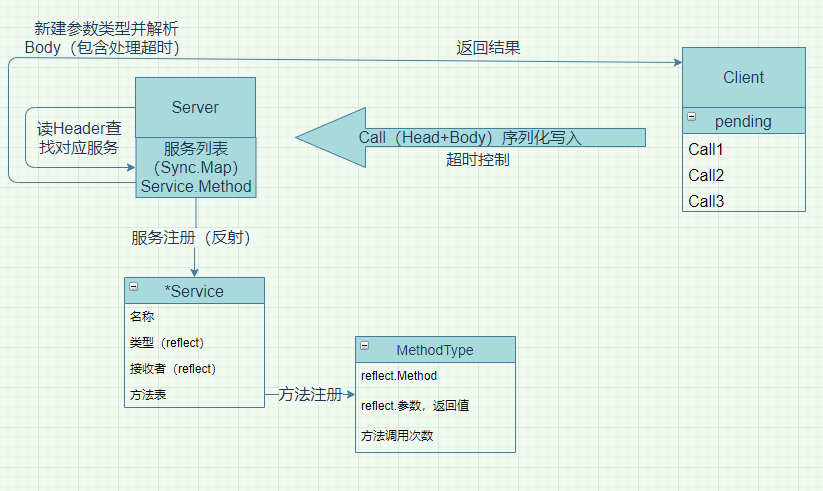 新建参数类型并解析
Body（包含处理超时）
返回结果
Server
读Header查
找对应服务
服务列表
（Sync.Map）
Service.Method
Call（Head+Body）序列化写入
超时控制
Client
pending
Call1
Call2
Call3
服务注册（反射）
*Service
名称
类型（reflect）
接收者（reflect）
方法表
方法注册
MethodType
reflect.Method
reflect.参数，返回值
方法调用次数